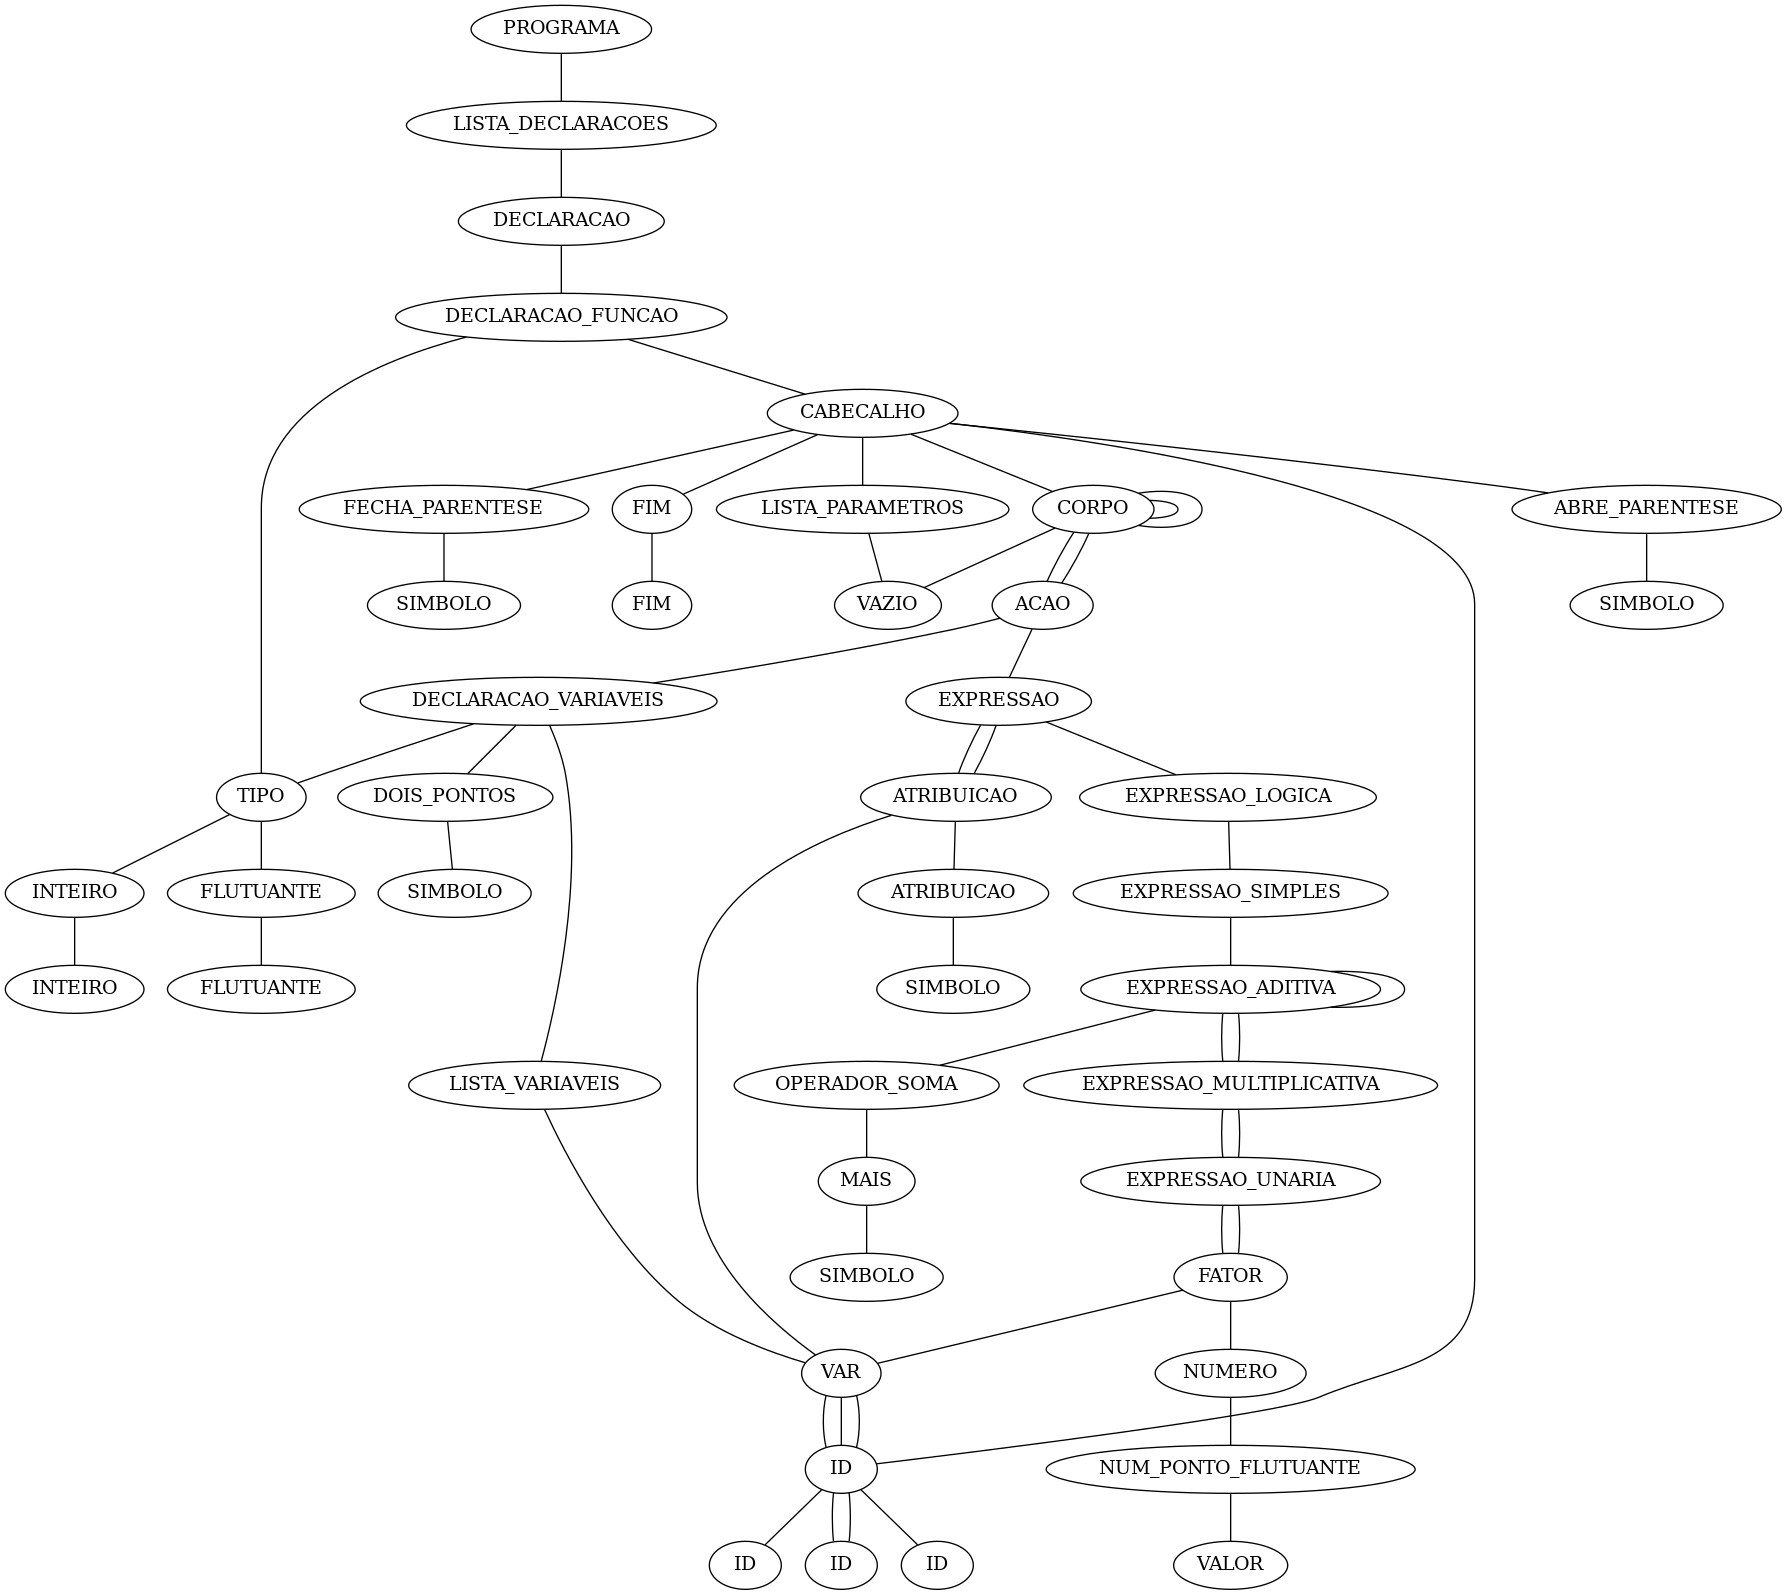 PROGRAMA
LISTA_DECLARACOES
DECLARACAO
DECLARACAO_FUNCAO
CABECALHO
FECHA_PARENTESE
FIM
LISTA_PARAMETROS
CORPO
ABRE_PARENTESE
SIMBOLO
FIM
VAZIO
ACAO
SIMBOLO
DECLARACAO_VARIAVEIS
EXPRESSAO
TIPO
DOIS_PONTOS
ATRIBUICAO
EXPRESSAO_LOGICA
INTEIRO
FLUTUANTE
SIMBOLO
ATRIBUICAO
EXPRESSAO_SIMPLES
INTEIRO
FLUTUANTE
SIMBOLO
EXPRESSAO_ADITIVA
LISTA_VARIAVEIS
OPERADOR_SOMA
EXPRESSAO_MULTIPLICATIVA
MAIS
EXPRESSAO_UNARIA
SIMBOLO
FATOR
VAR
NUMERO
ID
NUM_PONTO_FLUTUANTE
ID
ID
ID
VALOR